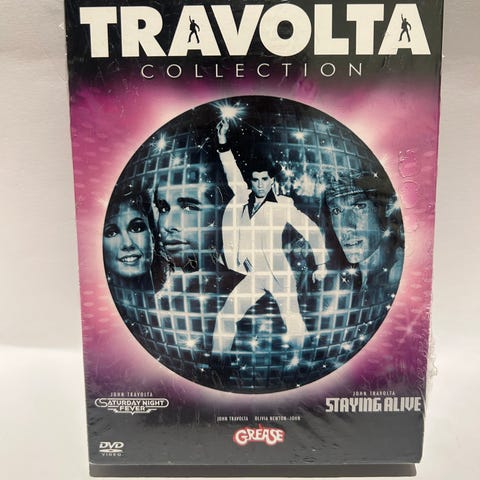 TRAVOLTA
COLLECTION
JOHN TRAVOLTA
SATURDAY NIGHT
FEVER
JOHN TRAVOLTA
STAYING ALIVE
JOHN TRAVOLTA OLIVIA NEWTON-JOHN
GREASE
DVD
VIDEO